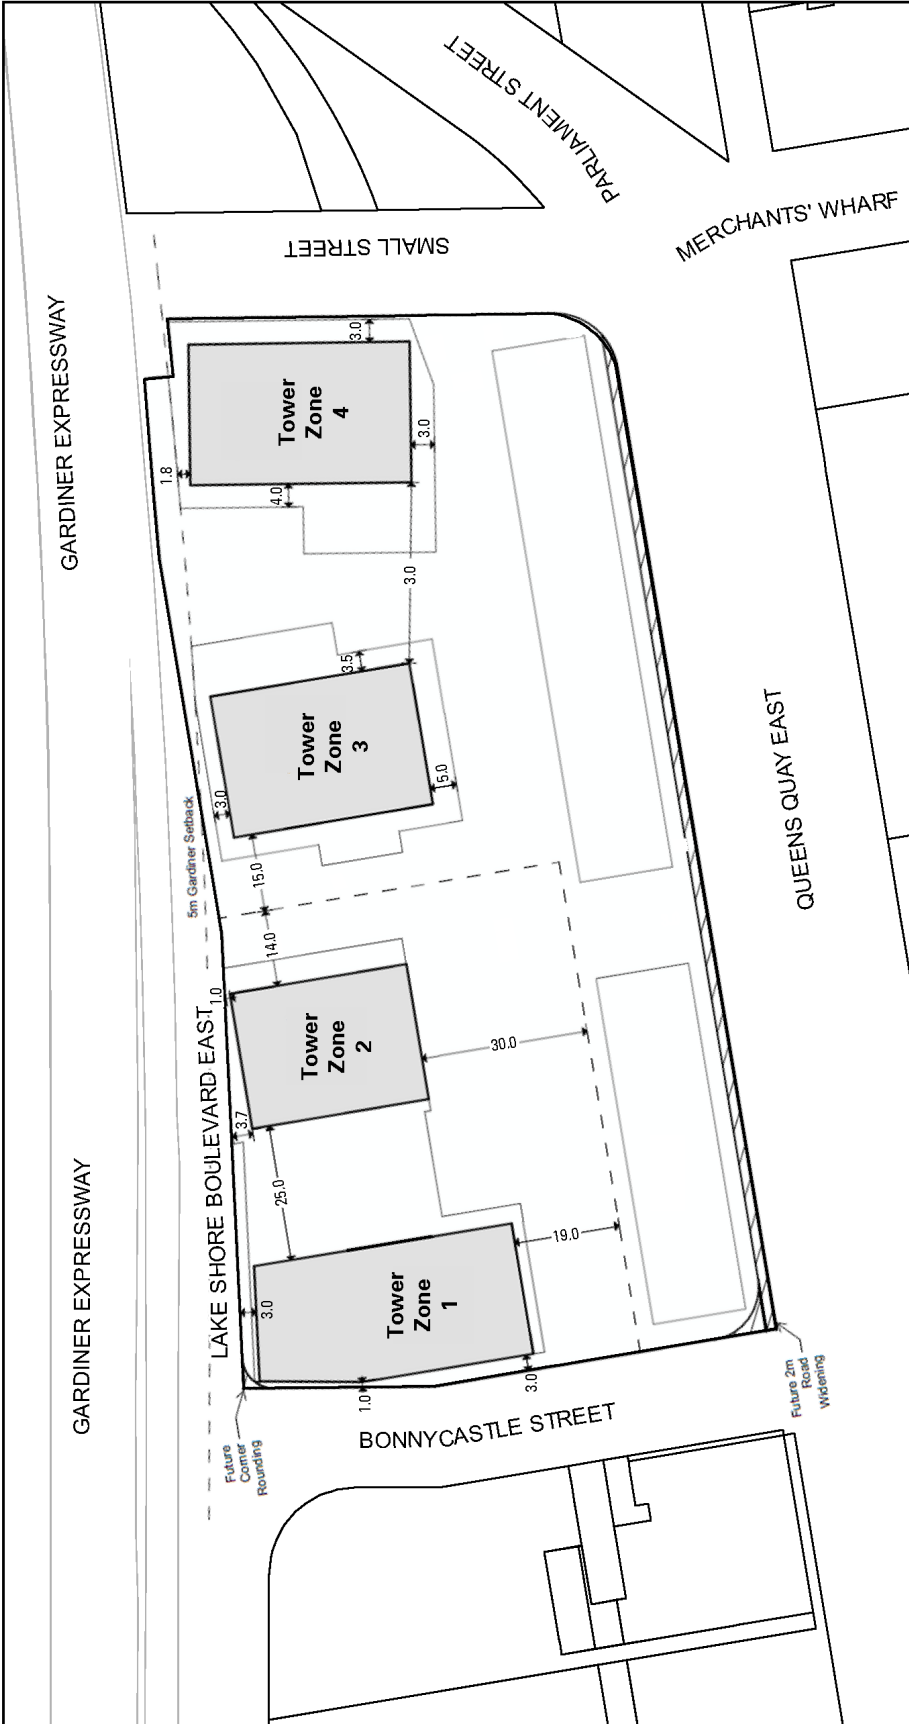 PARLIAMENT STREET
MERCHANTS' WHARF
SMALL STREET
GARDINER EXPRESSWAY
3.0
Tower
Zone
4
1.8
3.0
4.0
3.0
3.5
Tower
Zone
3
3.0
5.0
5m Gardiner Setback
15.0
14.0
QUEENS QUAY EAST
1.0
Tower
Zone
2
30.0
3.7
LAKE SHORE BOULEVARD EAST
25.0
19.0
GARDINER EXPRESSWAY
3.0
Tower
Zone
1
3.0
1.0
BONNYCASTLE STREET
Future
Corner
Rounding
Future 2m
Road
Widening